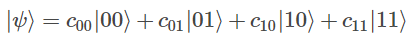 |ψ⟩ = c₀₀|00⟩ + c₀₁|01⟩ + c₁₀|10⟩ + c₁₁|11⟩